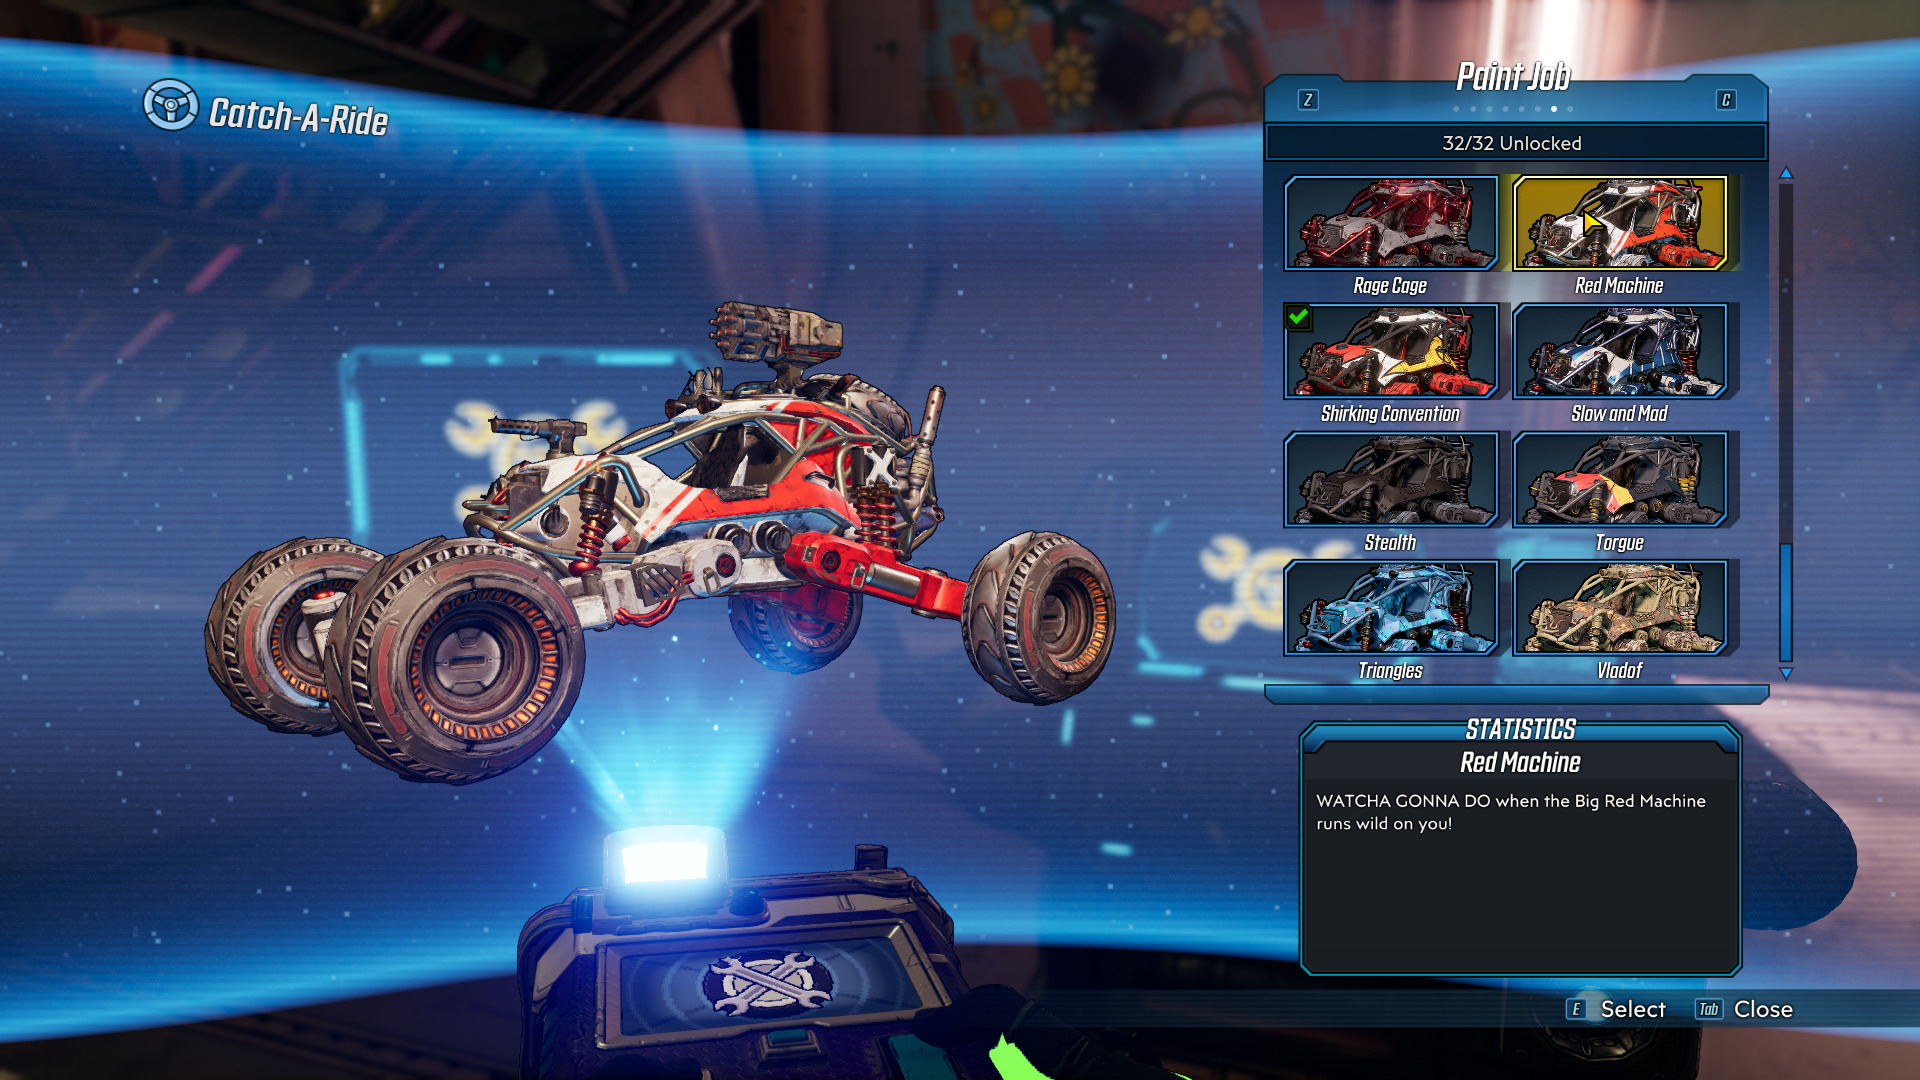 Catch-A-Ride
Paint Job
Z
C
32/32 Unlocked
Rage Cage
Red Machine
Shirking Convention
Slow and Mad
Stealth
Torgue
Triangles
Vladof
STATISTICS
Red Machine
WATCHA GONNA DO when the Big Red Machine
runs wild on you!
E Select Tab Close